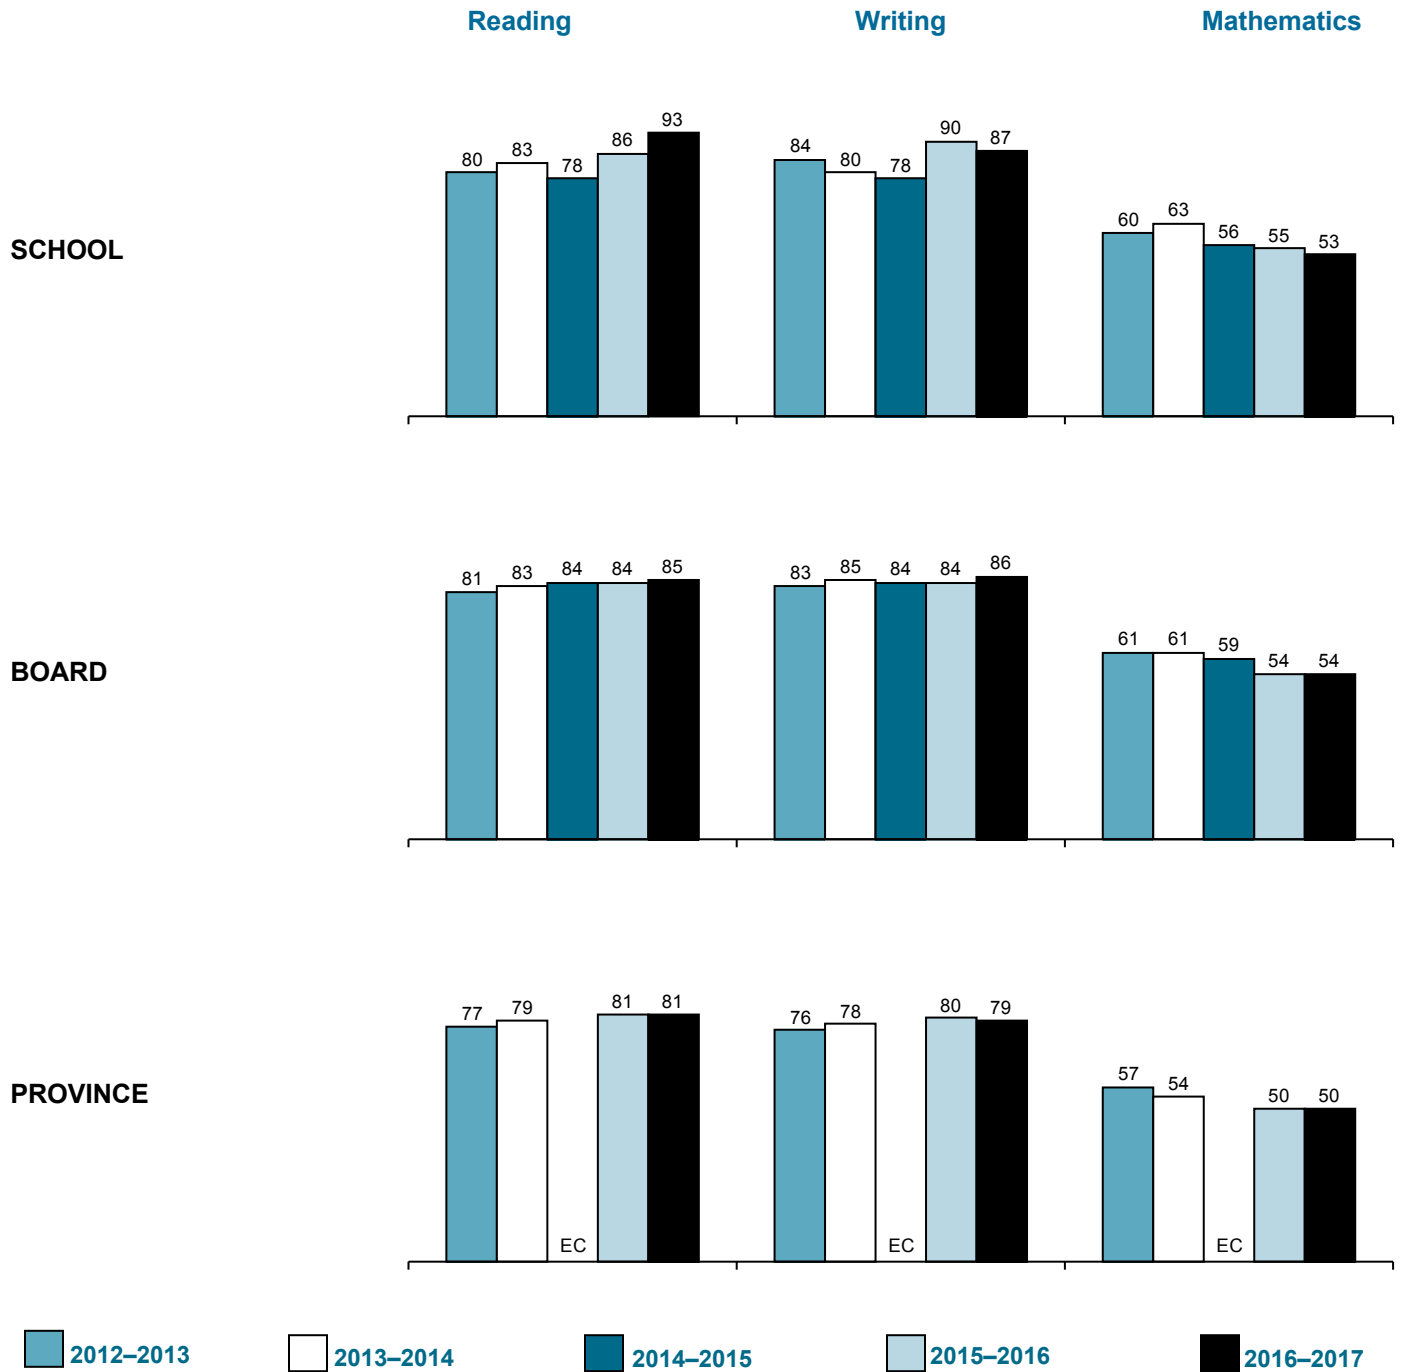 Reading Writing Mathematics
80 83 78 86 93 84 80 78 90 87 60 63 56 55 53
SCHOOL
81 83 84 84 85 83 85 84 84 86 61 61 59 54 54
BOARD
77 79 EC 81 81 76 78 EC 80 79 57 54 EC 50 50
PROVINCE
2012–2013 2013–2014 2014–2015 2015–2016 2016–2017